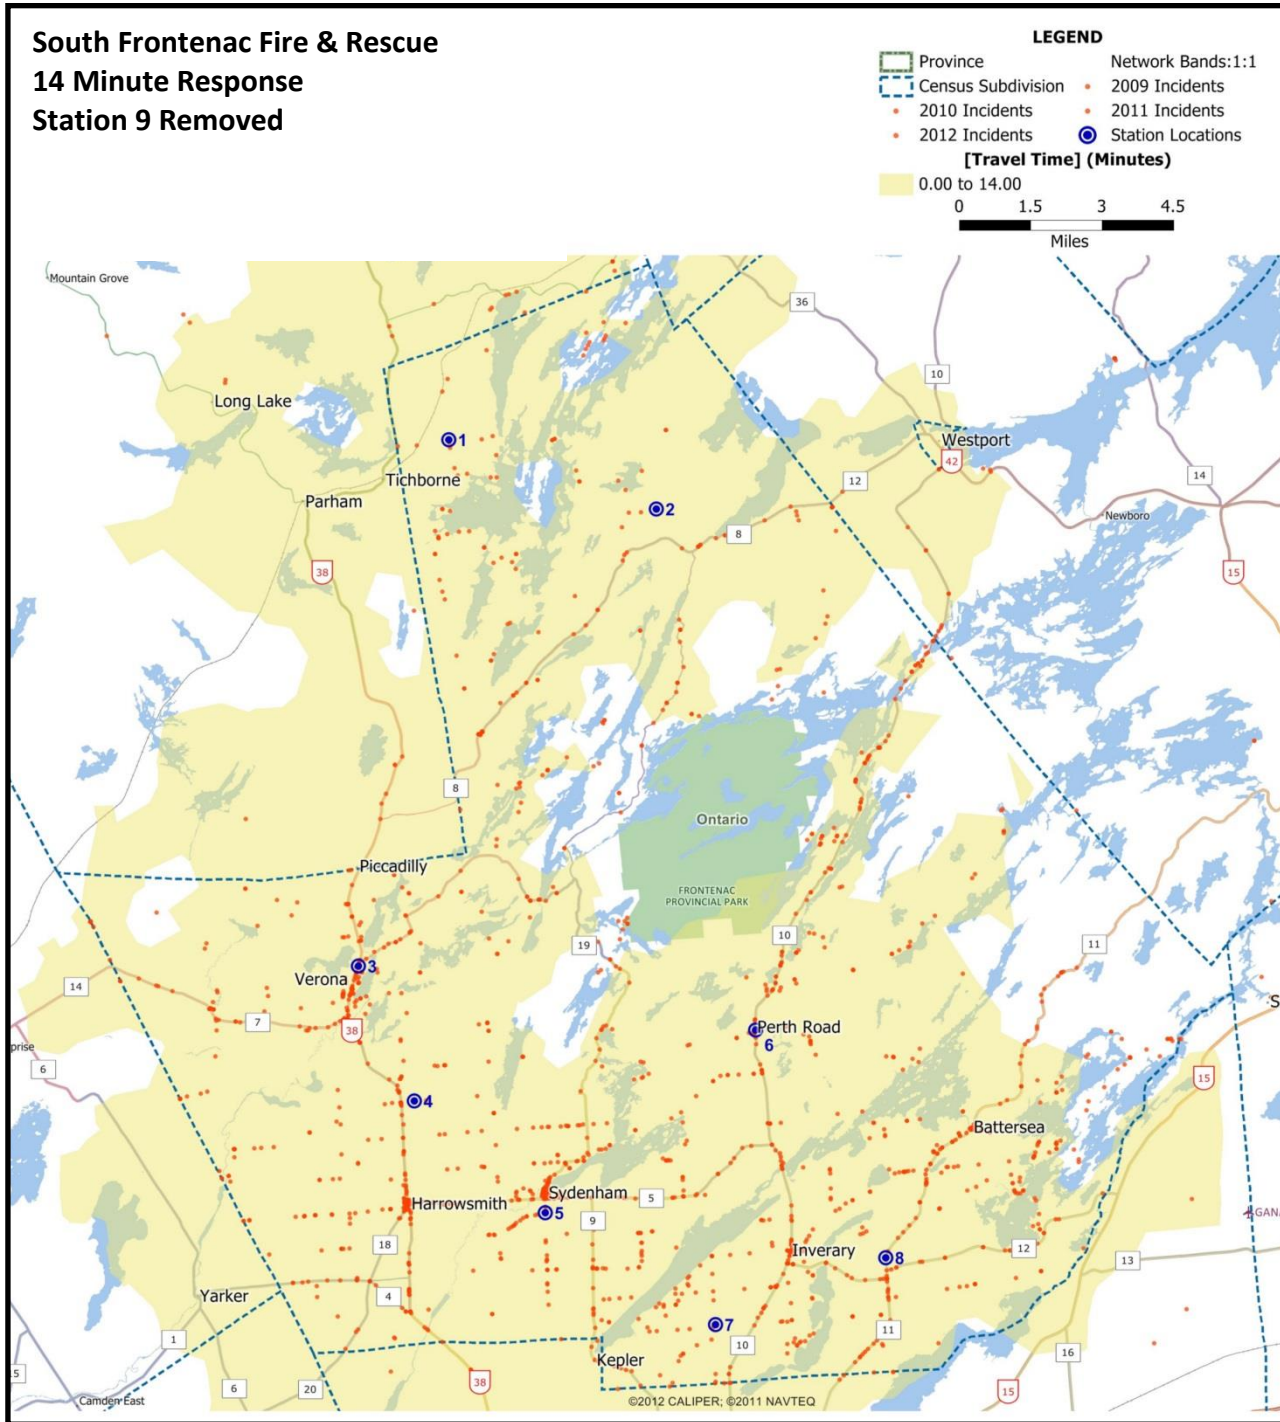 South Frontenac Fire & Rescue
14 Minute Response
Station 9 Removed
LEGEND
Province
Network Bands:1:1
Census Subdivision
2009 Incidents
2010 Incidents
2011 Incidents
2012 Incidents
Station Locations
[Travel Time] (Minutes)
0.00 to 14.00
0 1.5 3 4.5
Miles
Mountain Grove
36
10
Long Lake
1
Westport
42
Tichborne
12
14
Parham
2
Newboro
8
38
15
8
Ontario
Piccadilly
FRONTENAC
PROVINCIAL PARK
19
10
11
3
Verona
14
S
7
38
Perth Road
6
prise
6
15
4
Battersea
Sydenham
5
Harrowsmith
5
9
GAN
18
Inverary
12
8
13
Yarker
4
7
1
10
11
Kepler
16
15
6
20
38
15
Camden East
©2012 CALIPER; ©2011 NAVTEQ